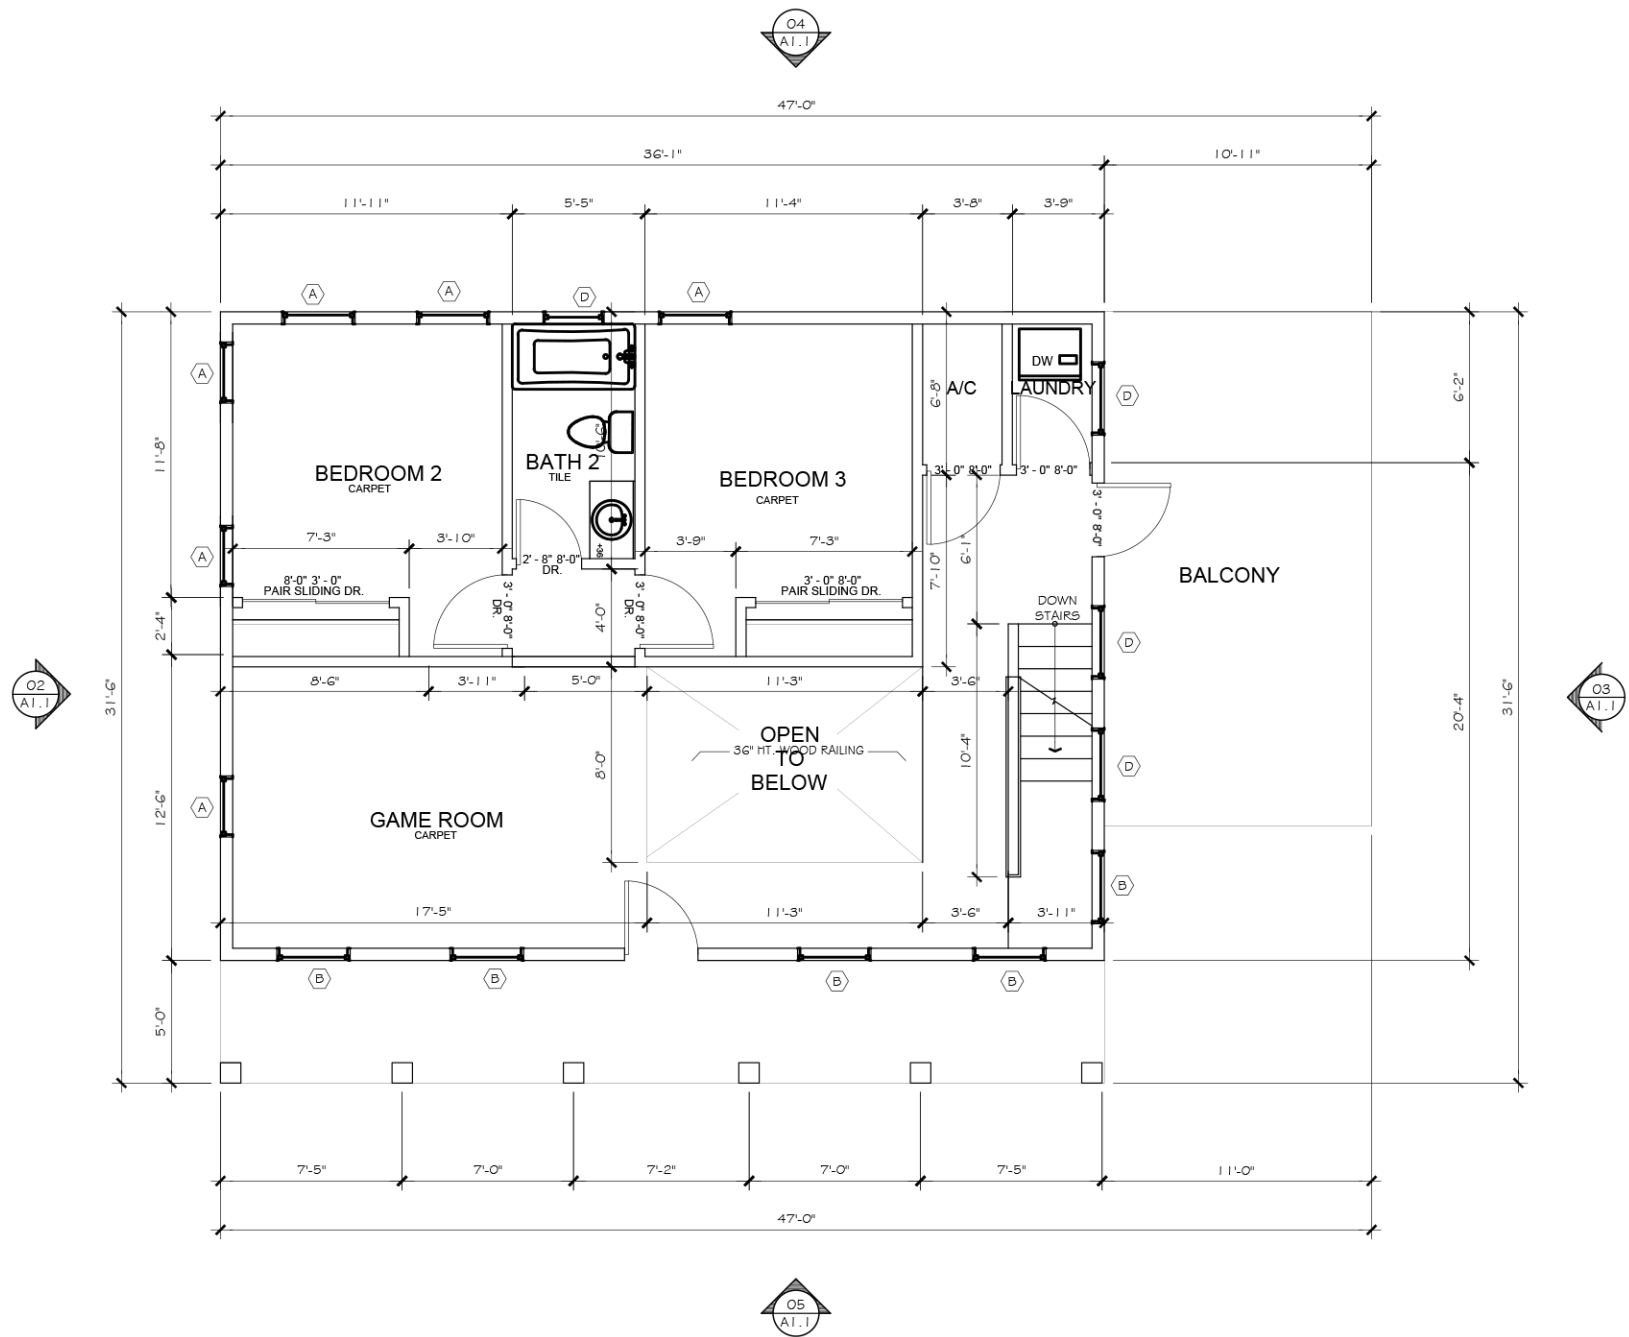 04
A1.1
47'-0"
36'-1"
10'-11"
11'-11"
5'-5"
11'-4"
3'-8"
3'-9"
A
A
D
A
A
DW
A/C
AUNDRY
D
6'-8"
6'-2"
11'-8"
BEDROOM 2
CARPET
BATH 2
TILE
BEDROOM 3
CARPET
3' - 0" 8'-0"
3' - 0" 8'-0"
3' - 0" 8'-0"
7'-3"
3'-10"
3'-9"
7'-3"
6'-1"
A
+36
2' - 8" 8'-0"
DR.
8'-0" 3' - 0"
PAIR SLIDING DR.
3' - 0" 8'-0"
DR.
3' - 0" 8'-0"
DR.
3' - 0" 8'-0"
PAIR SLIDING DR.
7'-10"
BALCONY
DOWN
STAIRS
2'-4"
4'-0"
D
02
A1.1
31'-6"
8'-6"
3'-11"
5'-0"
11'-3"
3'-6"
20'-4"
31'-6"
03
A1.1
OPEN
36" HT. WOOD RAILING
TO
BELOW
8'-0"
10'-4"
D
A
12'-6"
GAME ROOM
CARPET
B
17'-5"
11'-3"
3'-6"
3'-11"
B
B
B
B
5'-0"
7'-5"
7'-0"
7'-2"
7'-0"
7'-5"
11'-0"
47'-0"
05
A1.1